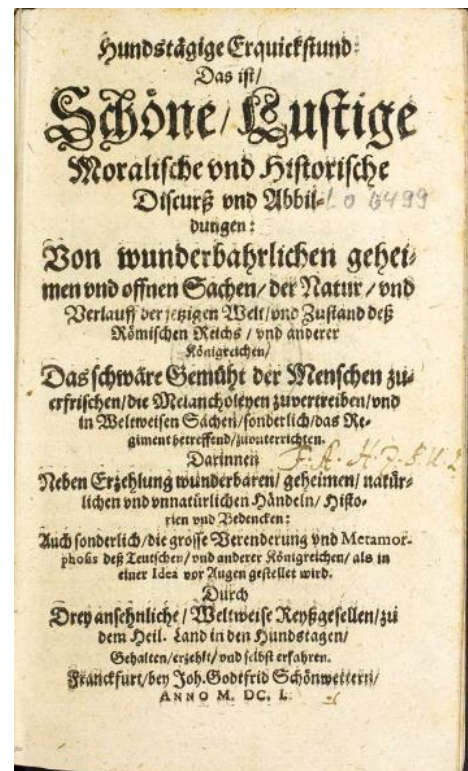 Hundstägige Erquickstund:
Das ist/
Schöne/ Lustige
Moralische vnd Historische
Discurß vnd Abbil-
dungen:
Lo 6499
Von wunderbahrlichen gehei-
men vnd offnen Sachen/ der Natur/ vnd
Verlauff der jetzigen Welt/ vnd Zustand deß
Römischen Reichs/ vnd anderer
Königreichen/
Das schwäre Gemüht der Menschen zu-
erfrischen/ die Melancholeyen zuvertreiben/ vnd
in Weltweisen Sachen/ sonderlich/ das Re-
giment betreffend/ zuunterrichten.
Darinnen
Neben Erzehlung wunderbaren/ geheimen/ natür-
lichen vnd vnnatürlichen Händeln/ Histo-
rien vnd Bedencken:
Auch sonderlich/ die grosse Verenderung vnd Metamor-
phosis deß Teutschen/ vnd anderer Königreichen/ als in
einer Idea vor Augen gestellet wird.
Durch
Drey ansehnliche/ Weltweise Reyßgesellen/ zu
dem Heil. Land in den Hundstagen/
Gehalten/ erzehlt/ vnd selbst erfahren.
Franckfurt/ bey Joh. Godtfrid Schönwettern/
ANNO M. DC. L.